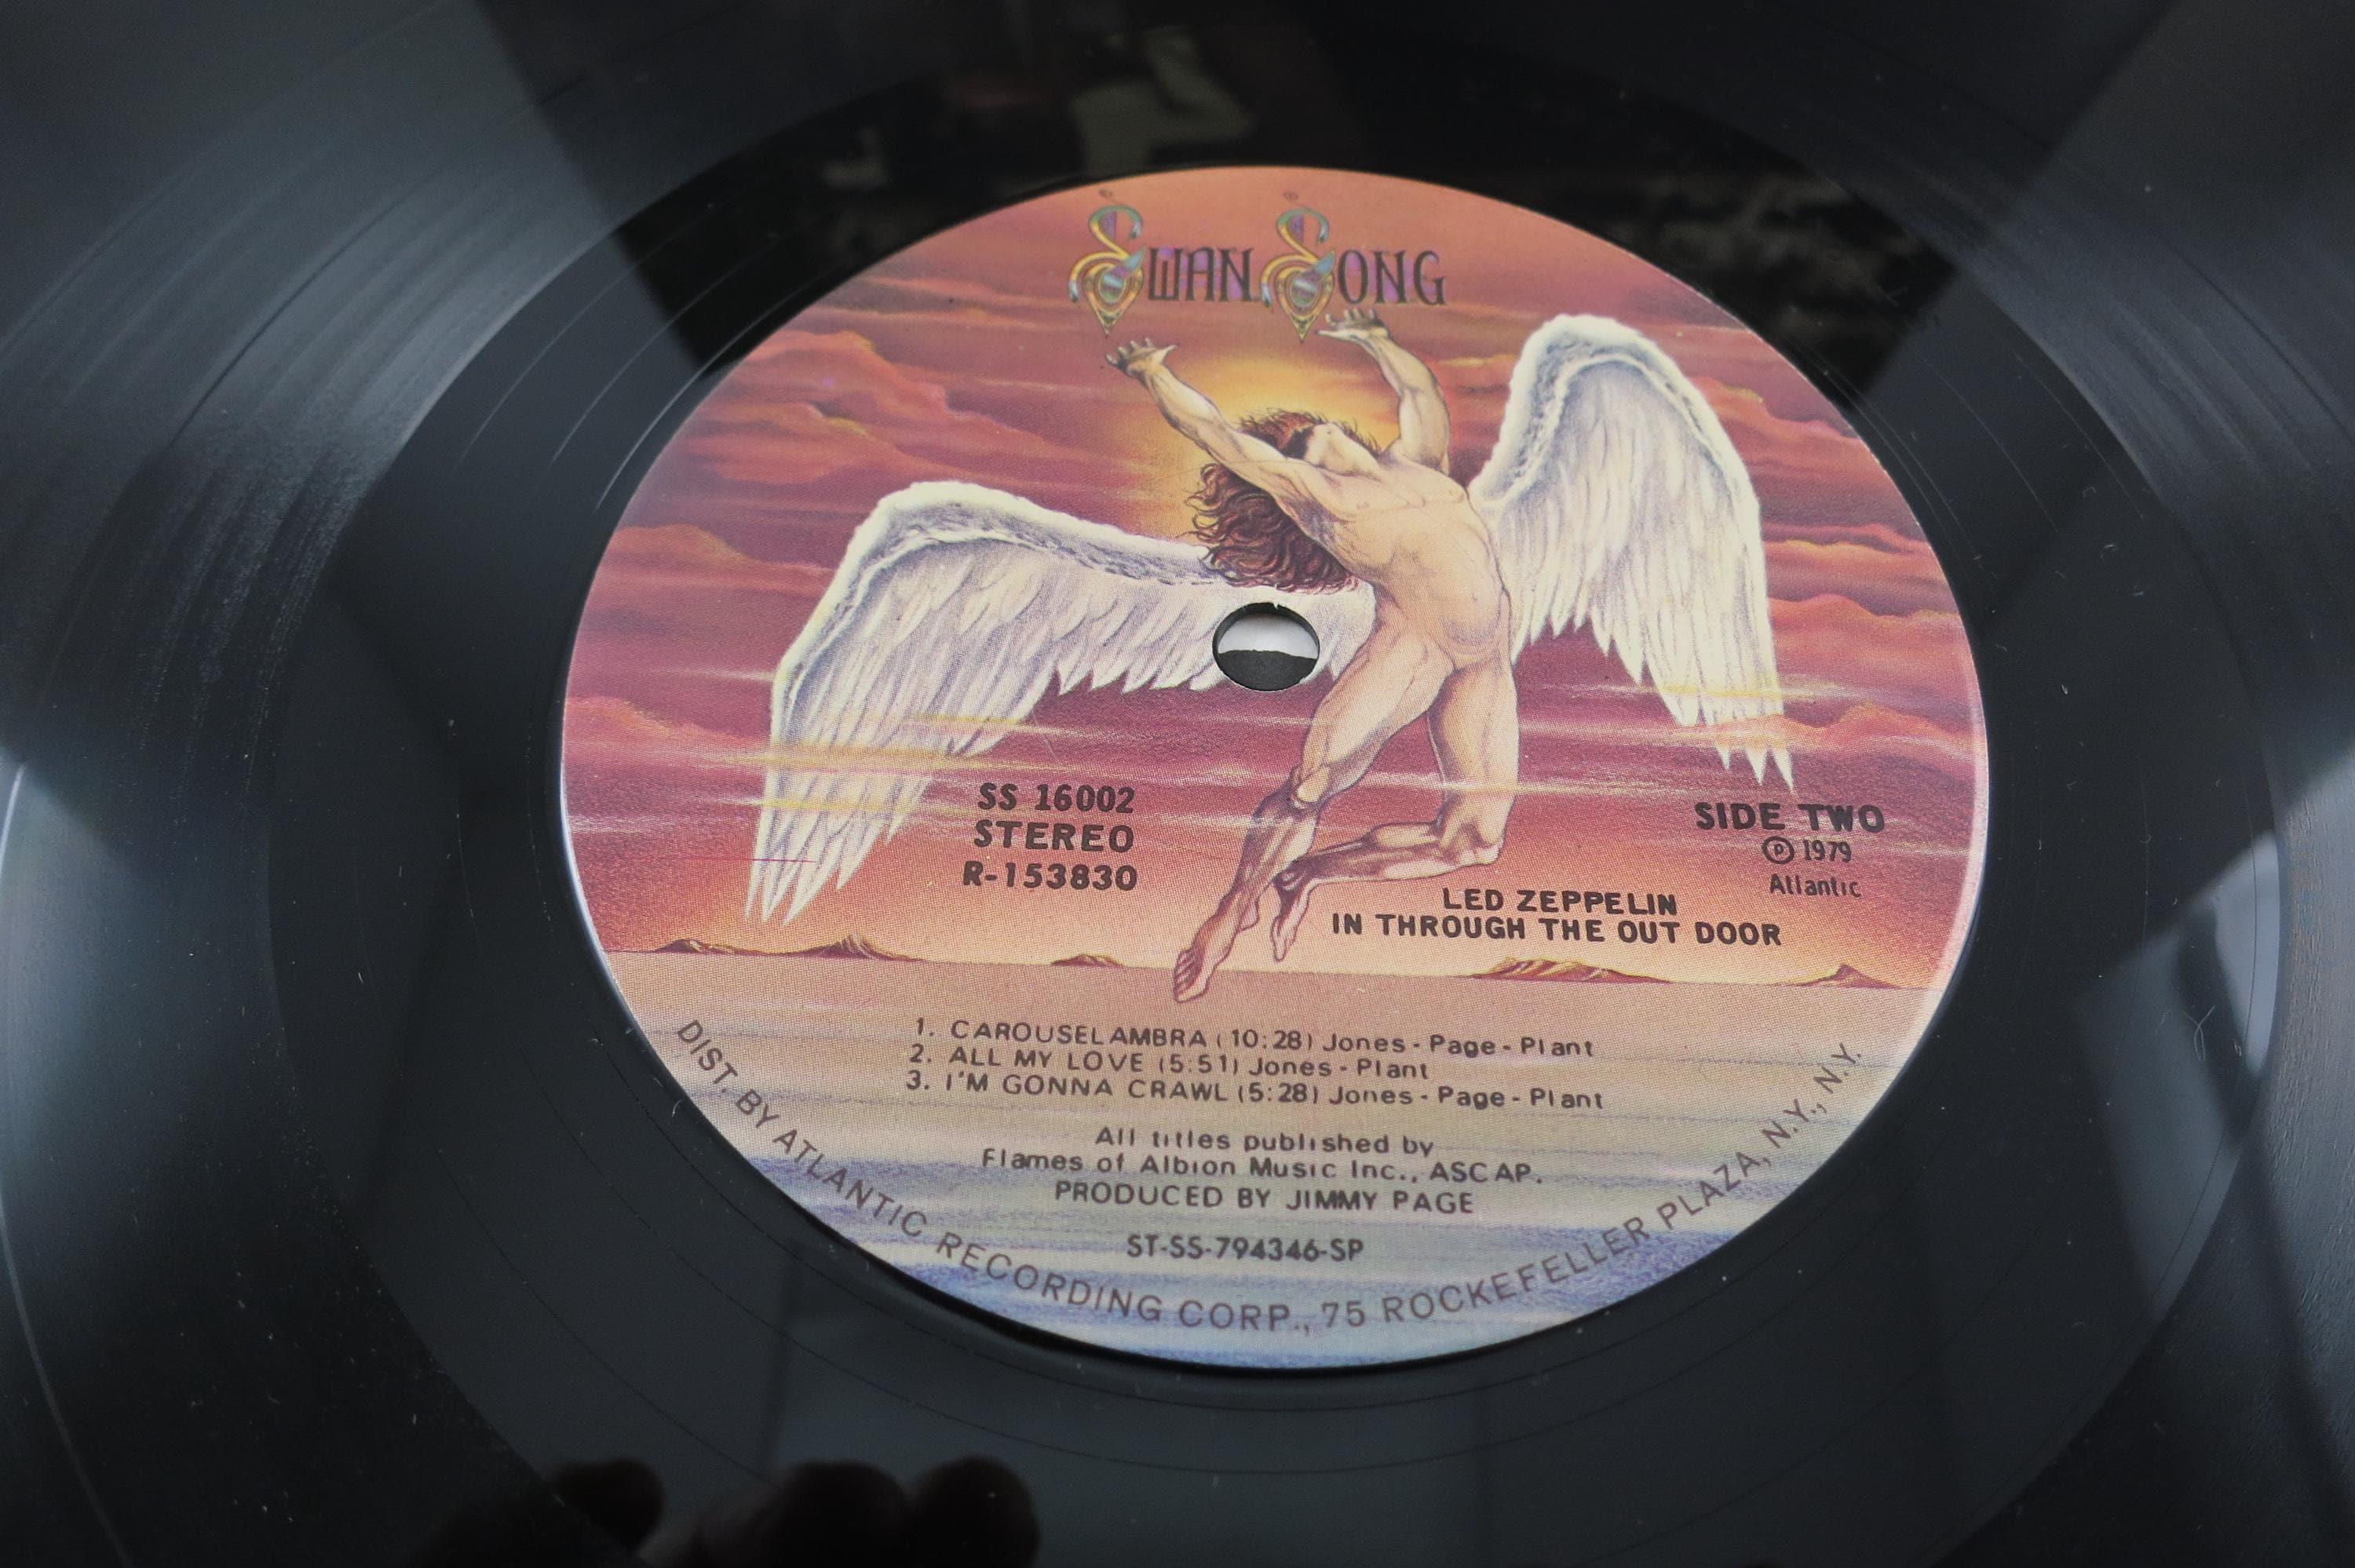 SWAN SONG
SS 16002
STEREO
R-153830
SIDE TWO
Ⓟ 1979
Atlantic
LED ZEPPELIN
IN THROUGH THE OUT DOOR
1. CAROUSELAMBRA (10:28) Jones - Page - Plant
2. ALL MY LOVE (5:51) Jones - Plant
3. I'M GONNA CRAWL (5:28) Jones - Page - Plant
All titles published by
Flames of Albion Music Inc., ASCAP.
PRODUCED BY JIMMY PAGE
ST-SS-794346-SP
DIST. BY ATLANTIC RECORDING CORP., 75 ROCKEFELLER PLAZA, N.Y., N.Y.